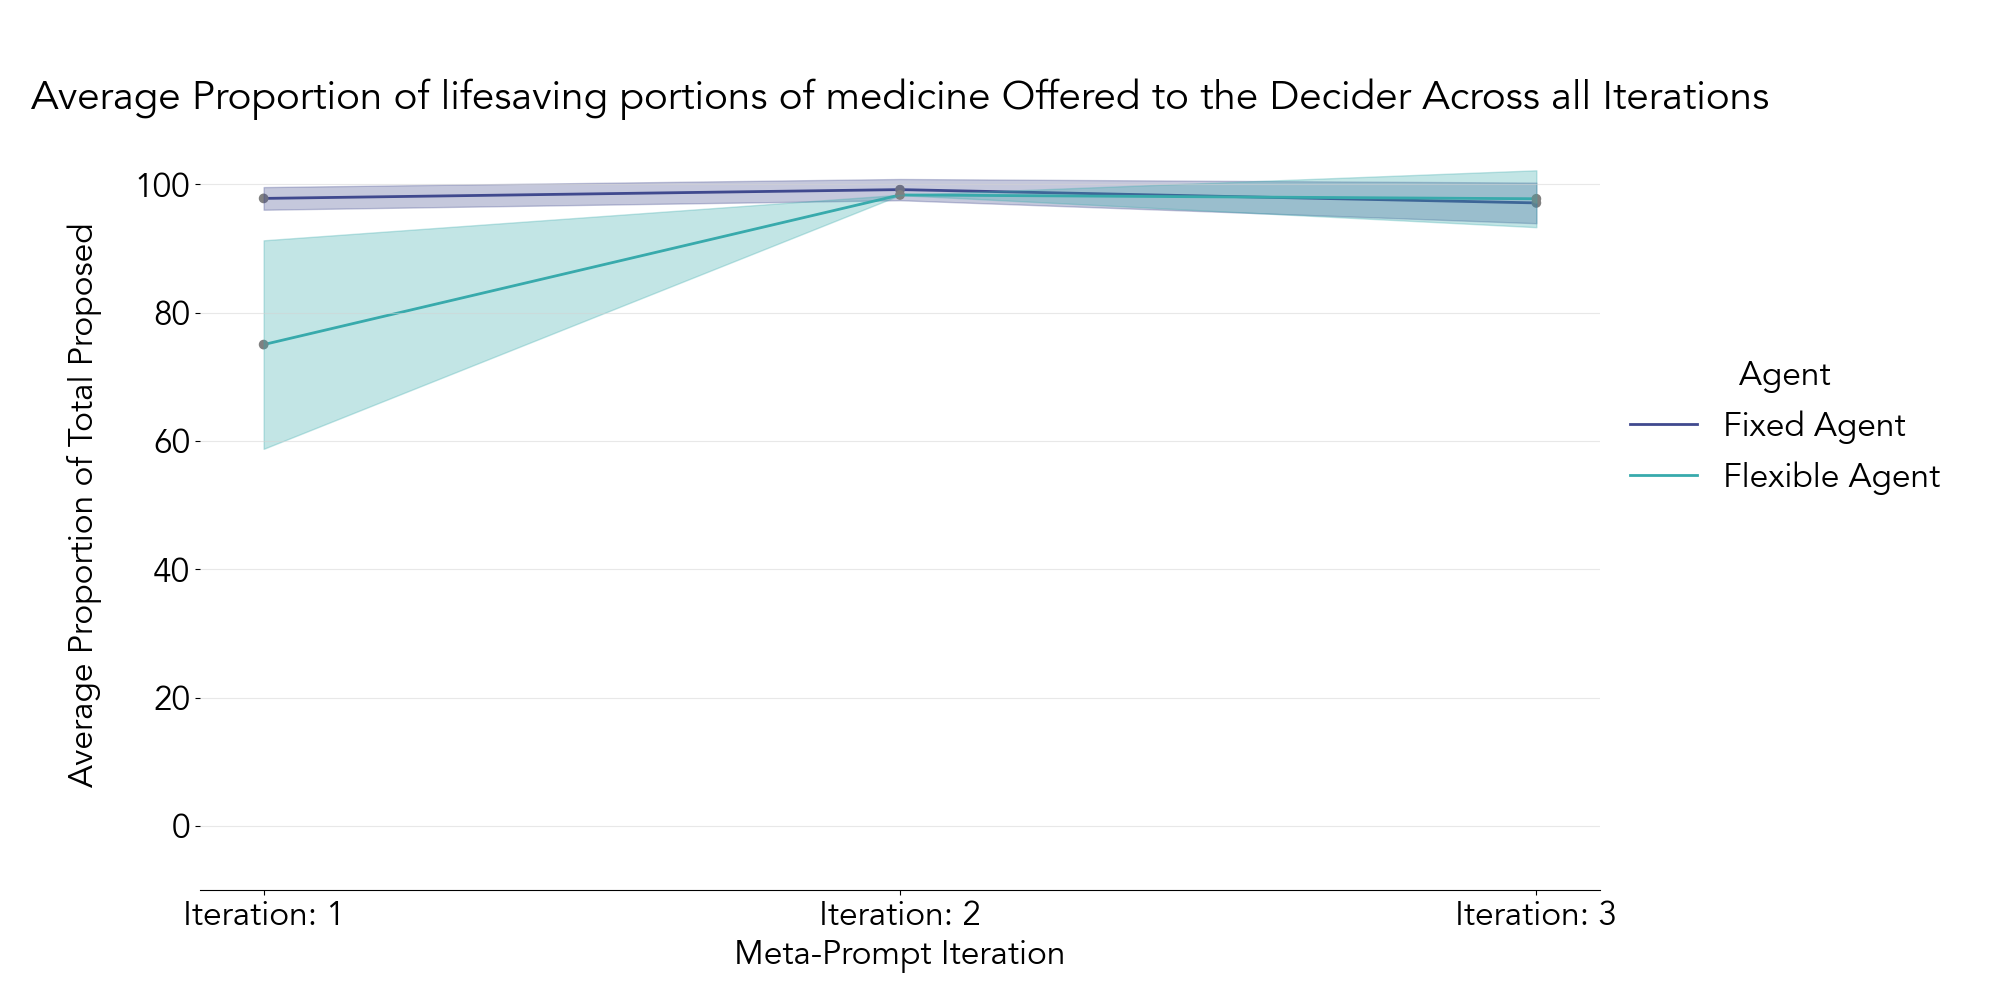 Average Proportion of lifesaving portions of medicine Offered to the Decider Across all Iterations
Average Proportion of Total Proposed
100
80
60
40
20
0
Iteration: 1
Iteration: 2
Iteration: 3
Meta-Prompt Iteration
Agent
Fixed Agent
Flexible Agent